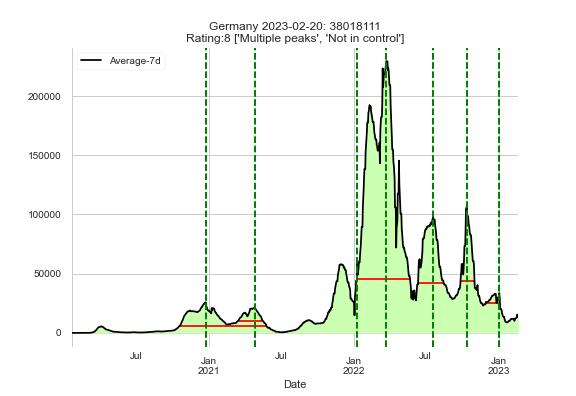 Germany 2023-02-20: 38018111
Rating:8 ['Multiple peaks', 'Not in control']
Average-7d
200000
150000
100000
50000
0
Jul
Jan
2021
Jul
Jan
2022
Jul
Jan
2023
Date